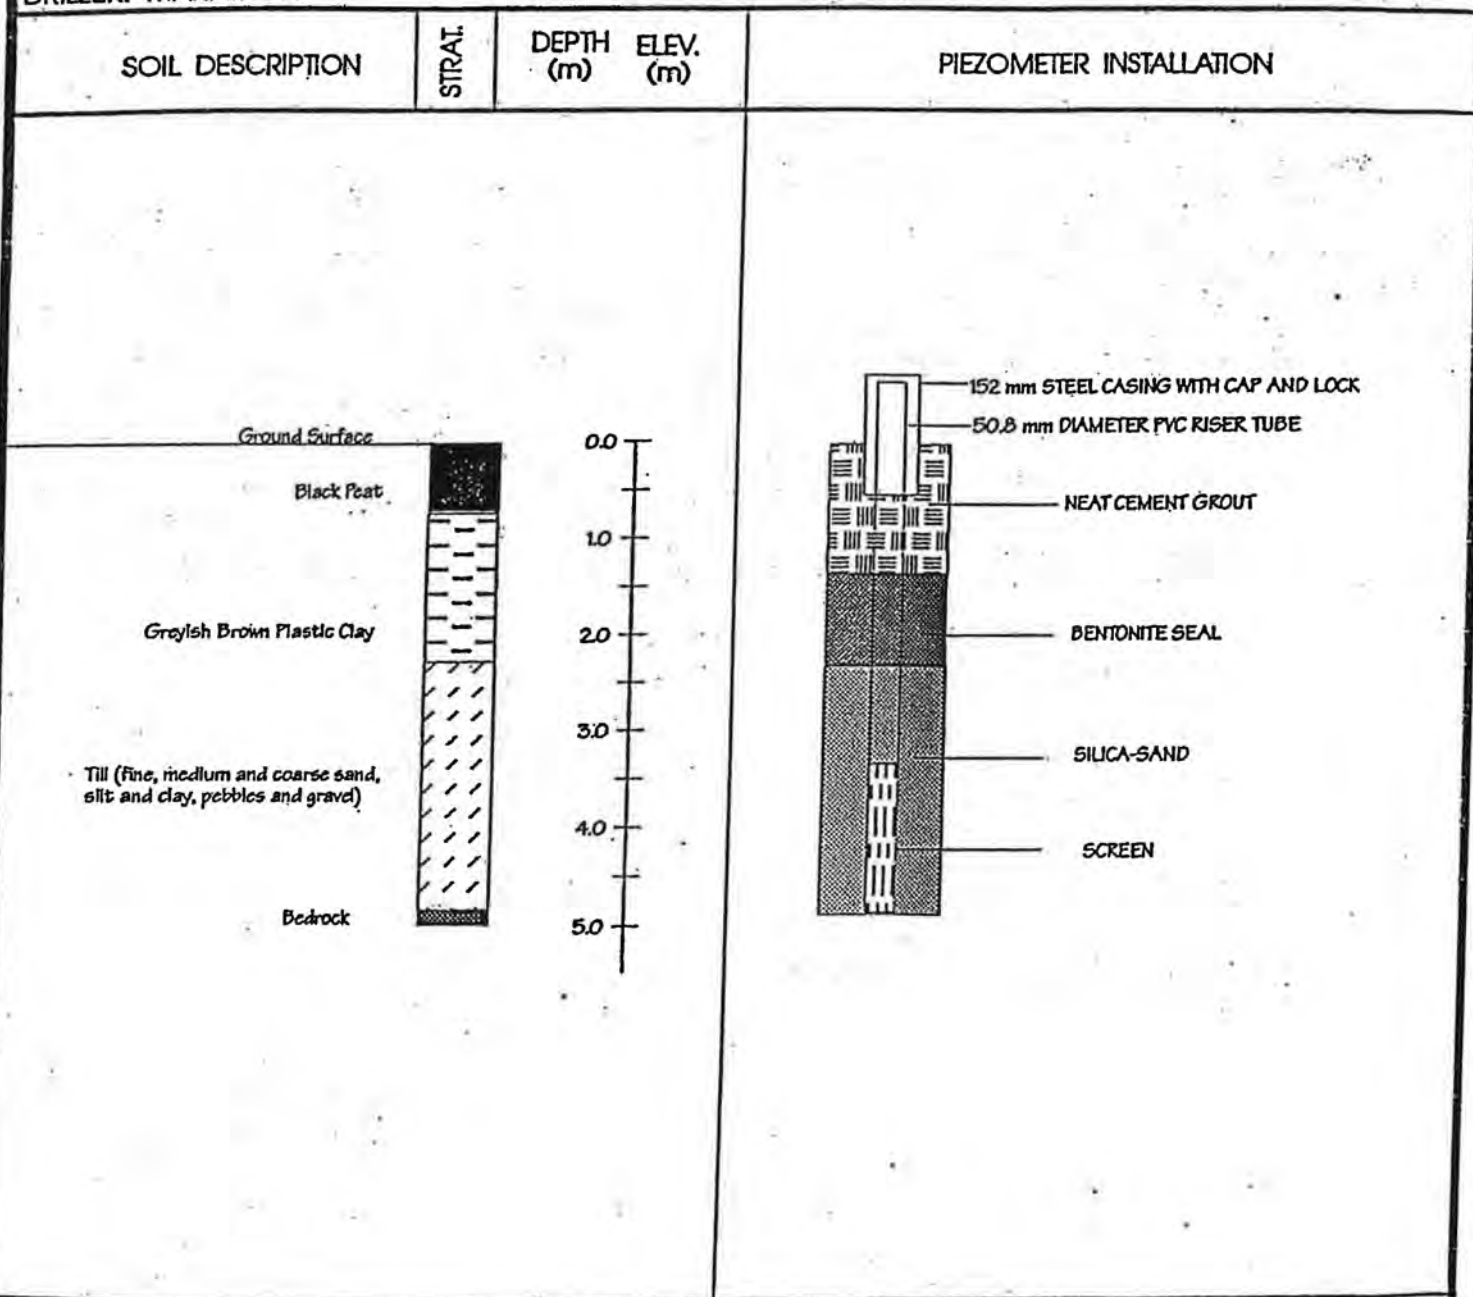 SOIL DESCRIPTION
STRAT.
DEPTH ELEV.
(m) (m)
PIEZOMETER INSTALLATION
152 mm STEEL CASING WITH CAP AND LOCK
50.8 mm DIAMETER PVC RISER TUBE
Ground Surface
0.0
Black Peat
NEAT CEMENT GROUT
1.0
Greyish Brown Plastic Clay
2.0
BENTONITE SEAL
3.0
SILICA-SAND
Till (fine, medium and coarse sand,
silt and clay, pebbles and gravel)
4.0
SCREEN
Bedrock
5.0